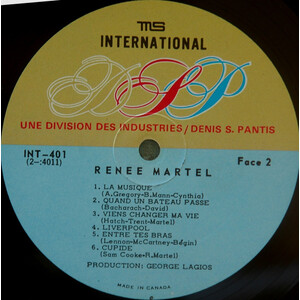 MS
INTERNATIONAL
DSP
UNE DIVISION DES INDUSTRIES/DENIS S. PANTIS
INT-401
(2-:4011)
Face 2
RENEE MARTEL
1. LA MUSIQUE
(A.Gregory-B.Mann-Cynthia)
2. QUAND UN BATEAU PASSE
(Bacharach-David)
3. VIENS CHANGER MA VIE
(Hatch-Trent-Martel)
4. LIVERPOOL
5. ENTRE TES BRAS
(Lennon-McCartney-Bégin)
6. CUPIDE
(Sam Cooke-R.Martel)
PRODUCTION: GEORGE LAGIOS
MADE IN CANADA